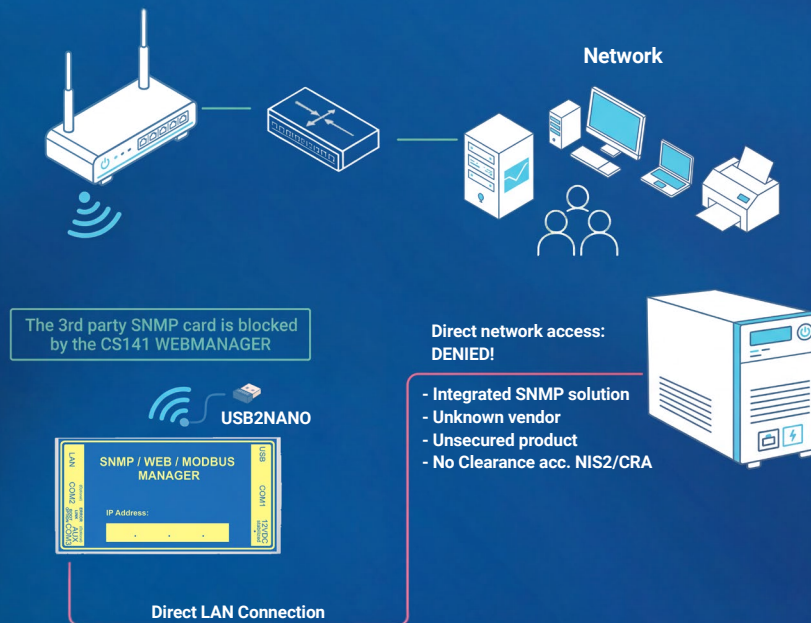 Network
The 3rd party SNMP card is blocked
by the CS141 WEBMANAGER
Direct network access:
DENIED!
- Integrated SNMP solution
- Unknown vendor
- Unsecured product
- No Clearance acc. NIS2/CRA
USB2NANO
LAN
COM2
AUX
COM3
SNMP / WEB / MODBUS
MANAGER
IP Address:
. . .
USB
COM1
12VDC
Direct LAN Connection